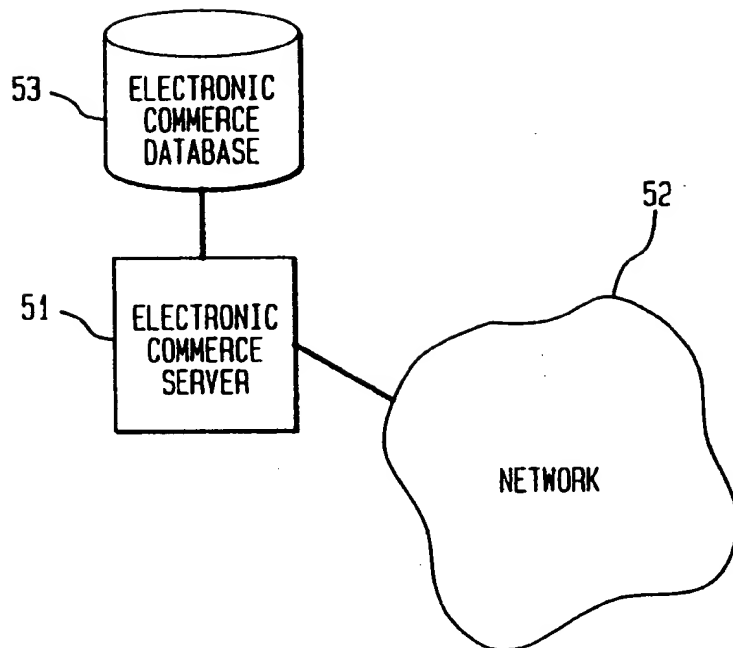 53
ELECTRONIC
COMMERCE
DATABASE
52
51
ELECTRONIC
COMMERCE
SERVER
NETWORK